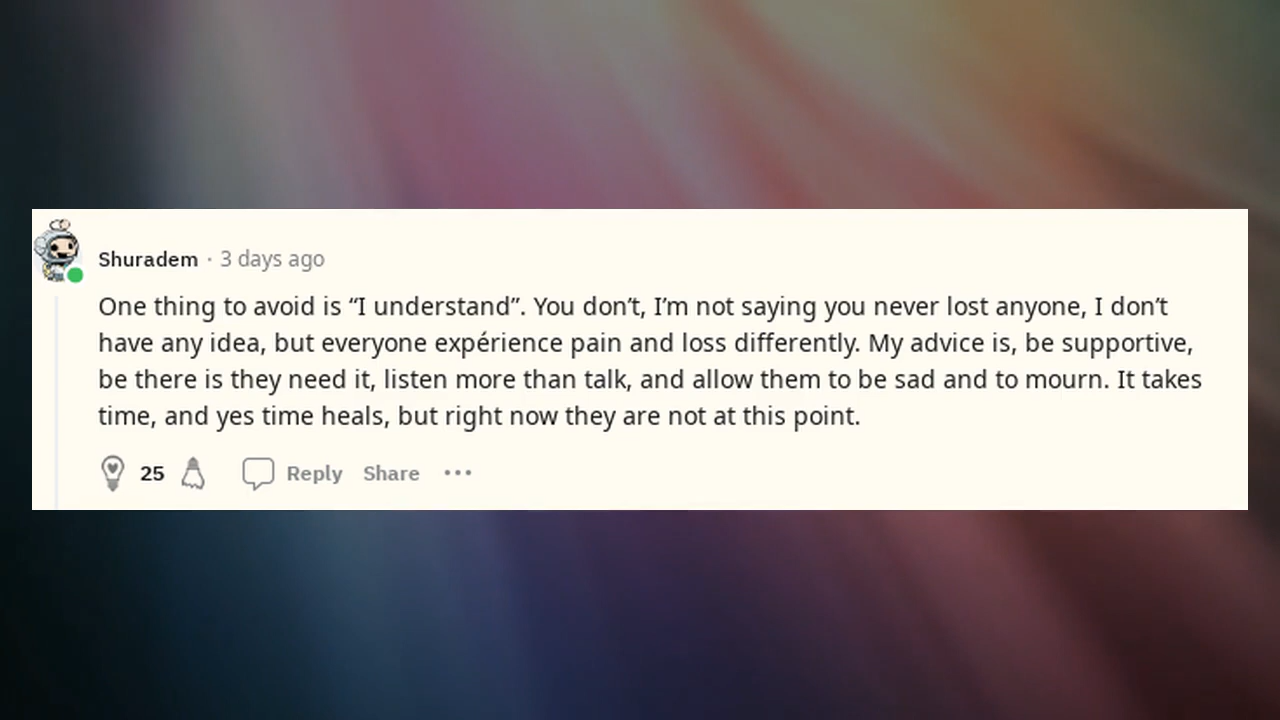 Shuradem · 3 days ago
One thing to avoid is “I understand”. You don’t, I’m not saying you never lost anyone, I don’t
have any idea, but everyone expérience pain and loss differently. My advice is, be supportive,
be there is they need it, listen more than talk, and allow them to be sad and to mourn. It takes
time, and yes time heals, but right now they are not at this point.
25 Reply Share